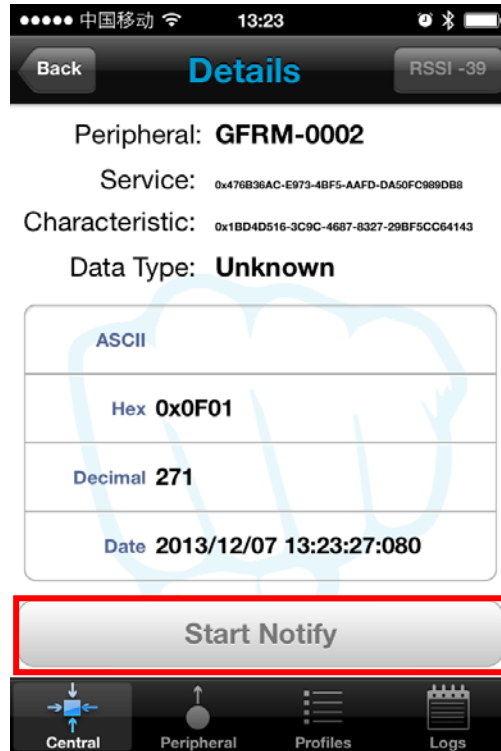 中国移动 13:23
Back Details RSSI -39
Peripheral: GFRM-0002
Service: 0x476B36AC-E973-4BF5-AAFD-DA50FC989DB8
Characteristic: 0x1BD4D516-3C9C-4687-8327-29BF5CC64143
Data Type: Unknown
ASCII
Hex 0x0F01
Decimal 271
Date 2013/12/07 13:23:27:080
Start Notify
Central Peripheral Profiles Logs